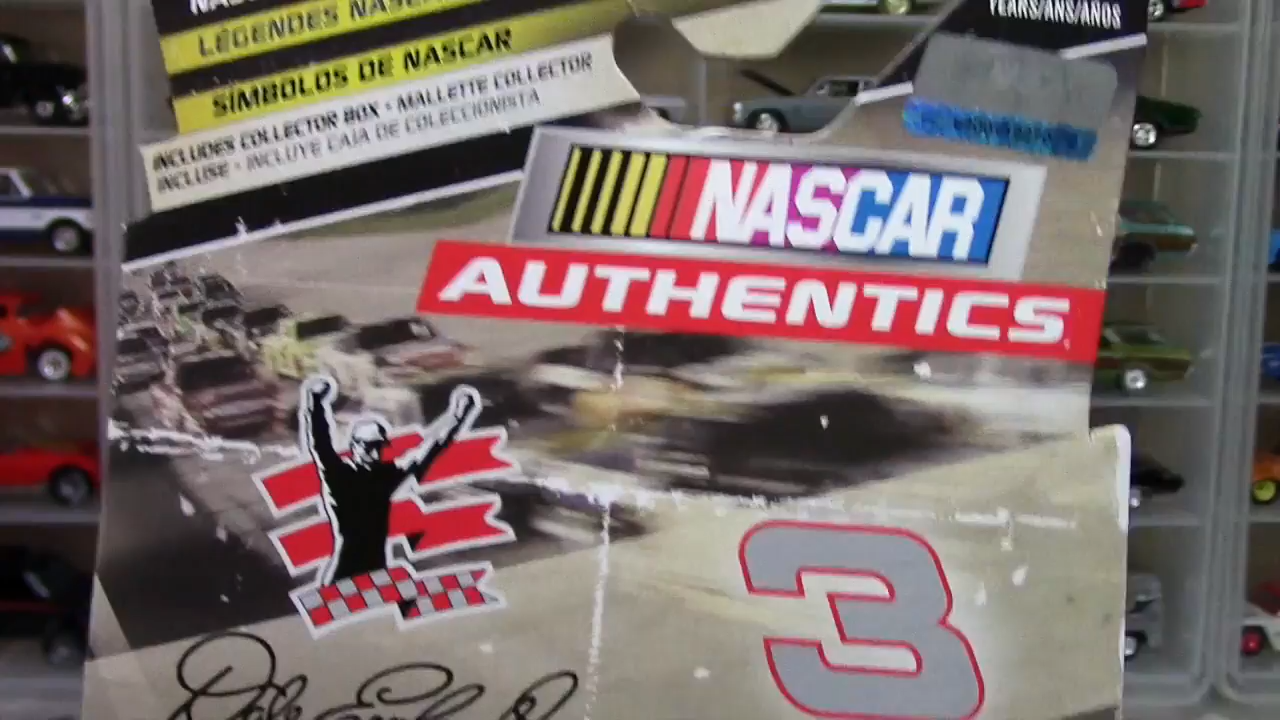 LÉGENDES NASCAR
SÍMBOLOS DE NASCAR
INCLUDES COLLECTOR BOX • MALLETTE COLLECTOR
INCLUSE • INCLUYE CAJA DE COLECCIONISTA
YEARS/ANS/AÑOS
NASCAR
AUTHENTICS
3
Dale